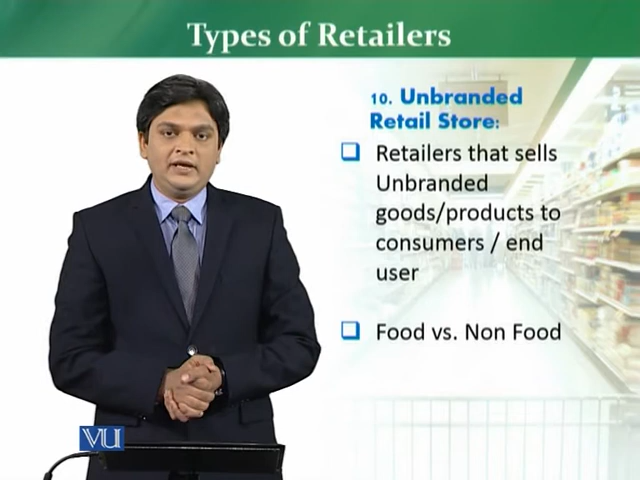 Types of Retailers
10. Unbranded
Retail Store:
Retailers that sells
Unbranded
goods/products to
consumers / end
user
Food vs. Non Food
VU